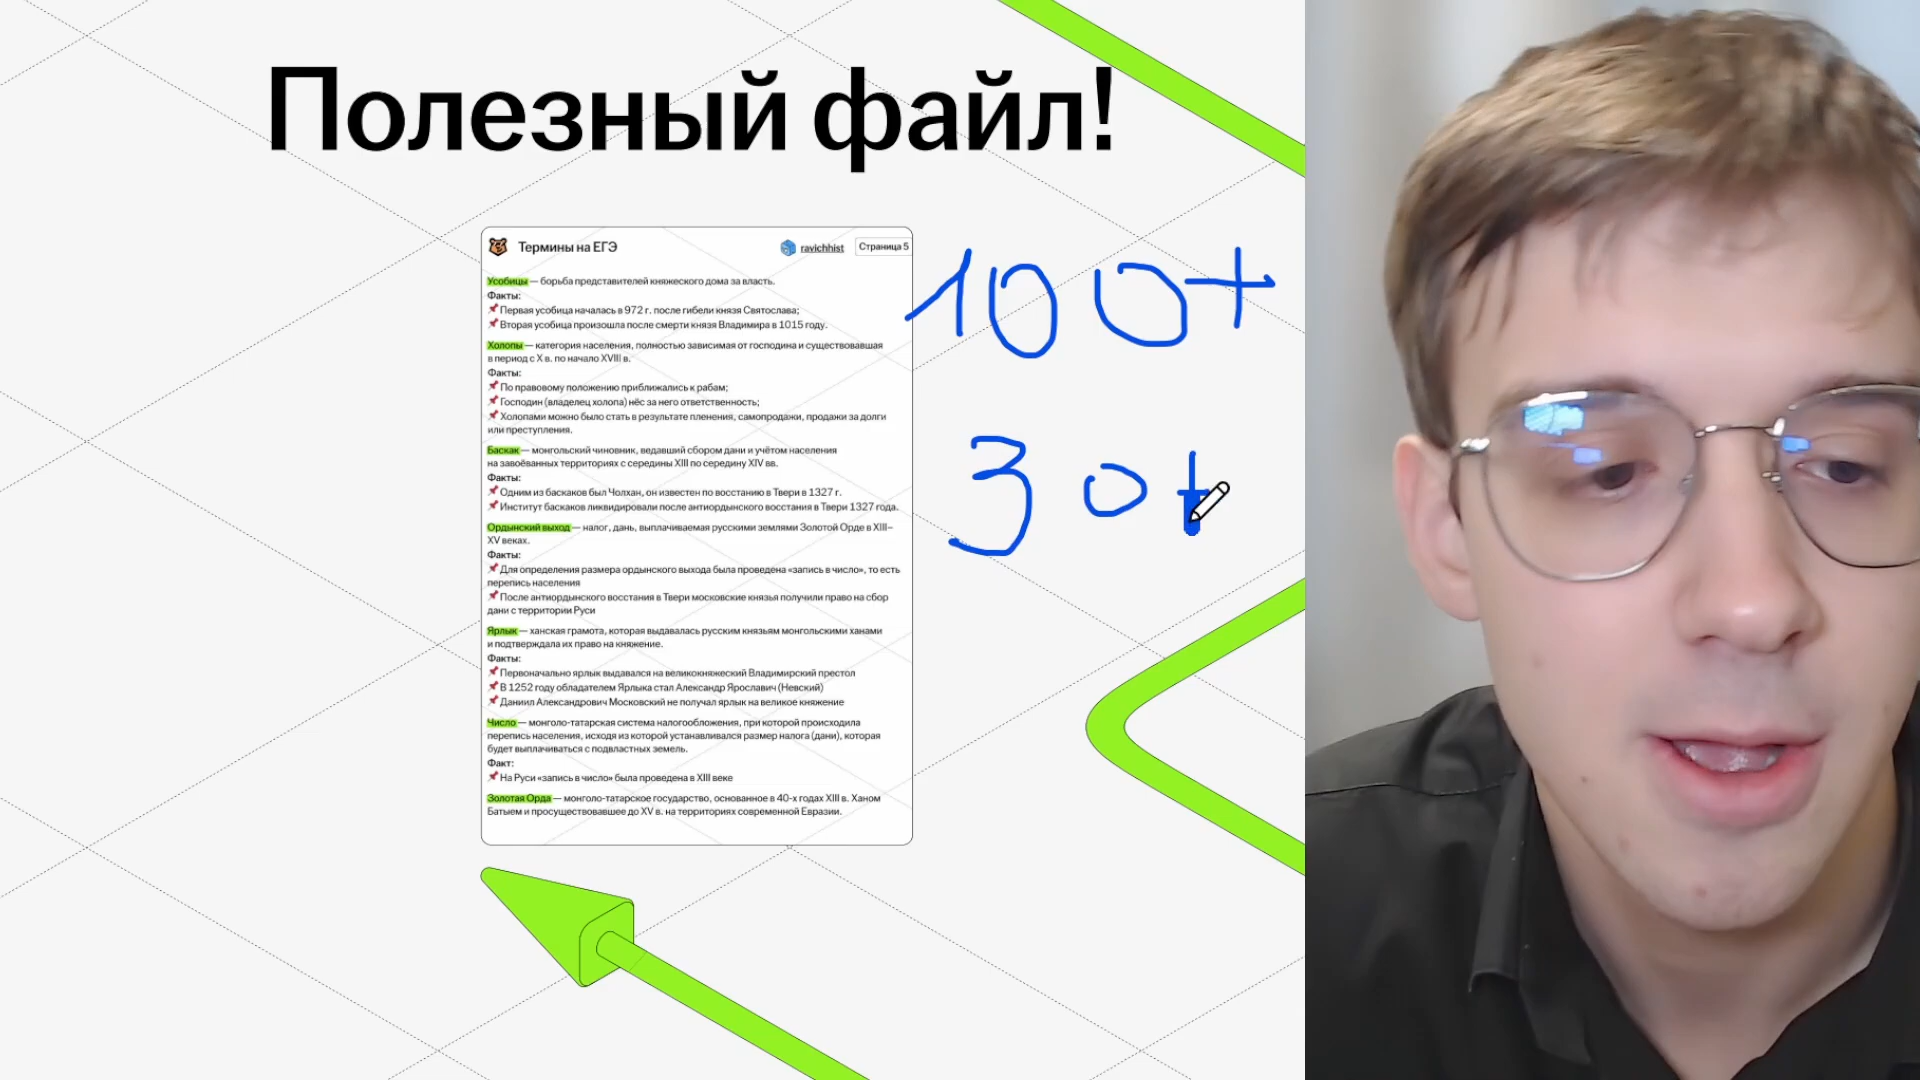 Полезный файл!
Термины на ЕГЭ
ravichhist
Страница 5
Усобицы — борьба представителей княжеского дома за власть.
Факты:
Первая усобица началась в 972 г. после гибели князя Святослава;
Вторая усобица произошла после смерти князя Владимира в 1015 году.
Холопы — категория населения, полностью зависимая от господина и существовавшая
в период с X в. по начало XVIII в.
Факты:
По правовому положению приближались к рабам;
Господин (владелец холопа) нёс за него ответственность;
Холопами можно было стать в результате пленения, самопродажи, продажи за долги
или преступления.
Баскак — монгольский чиновник, ведавший сбором дани и учётом населения
на завоёванных территориях с середины XIII по середину XIV вв.
Факты:
Одним из баскаков был Чолхан, он известен по восстанию в Твери в 1327 г.
Институт баскаков ликвидировали после антиордынского восстания в Твери 1327 года.
Ордынский выход — налог, дань, выплачиваемая русскими землями Золотой Орде в XIII–
XV веках.
Факты:
Для определения размера ордынского выхода была проведена «запись в число», то есть
перепись населения
После антиордынского восстания в Твери московские князья получили право на сбор
дани с территории Руси
Ярлык — ханская грамота, которая выдавалась русским князьям монгольскими ханами
и подтверждала их право на княжение.
Факты:
Первоначально ярлык выдавался на великокняжеский Владимирский престол
В 1252 году обладателем Ярлыка стал Александр Ярославич (Невский)
Даниил Александрович Московский не получал ярлык на великое княжение
Число — монголо-татарская система налогообложения, при которой происходила
перепись населения, исходя из которой устанавливался размер налога (дани), которая
будет выплачиваться с подвластных земель.
Факт:
На Руси «запись в число» была проведена в XIII веке
Золотая Орда — монголо-татарское государство, основанное в 40-х годах XIII в. Ханом
Батыем и просуществовавшее до XV в. на территориях современной Евразии.
100+
30+